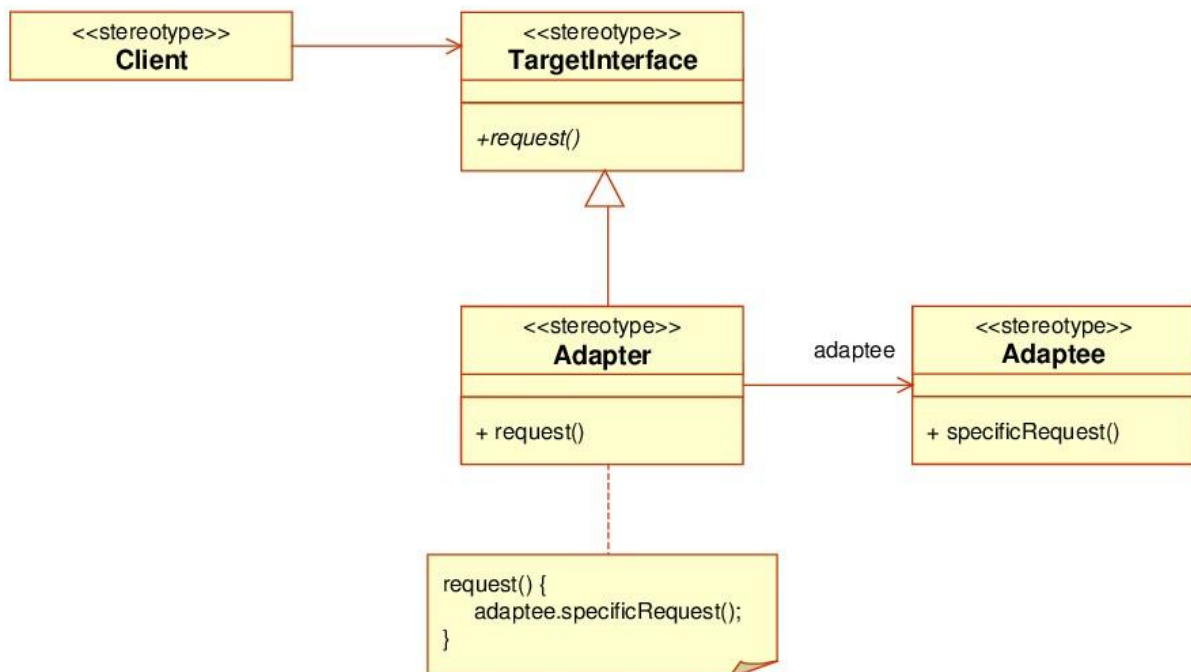 <<stereotype>>
Client
<<stereotype>>
TargetInterface
+request()
<<stereotype>>
Adapter
+ request()
adaptee
<<stereotype>>
Adaptee
+ specificRequest()
request() {
adaptee.specificRequest();
}